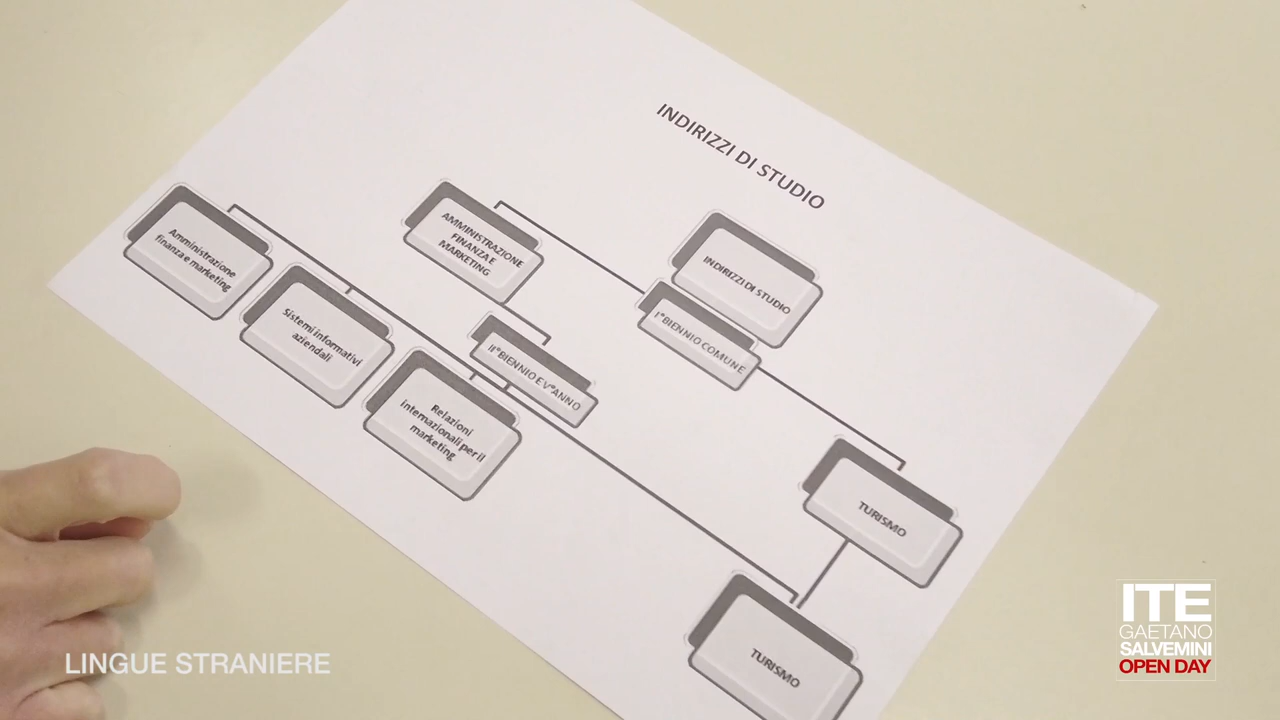 INDIRIZZI DI STUDIO
INDIRIZZI DI STUDIO
I°BIENNIO COMUNE
AMMINISTRAZIONE
FINANZA E
MARKETING
II°BIENNIO E V°ANNO
Amministrazione
finanza e marketing
Sistemi informativi
aziendali
Relazioni
internazionali per il
marketing
TURISMO
TURISMO
LINGUE STRANIERE
ITE
GAETANO
SALVEMINI
OPEN DAY